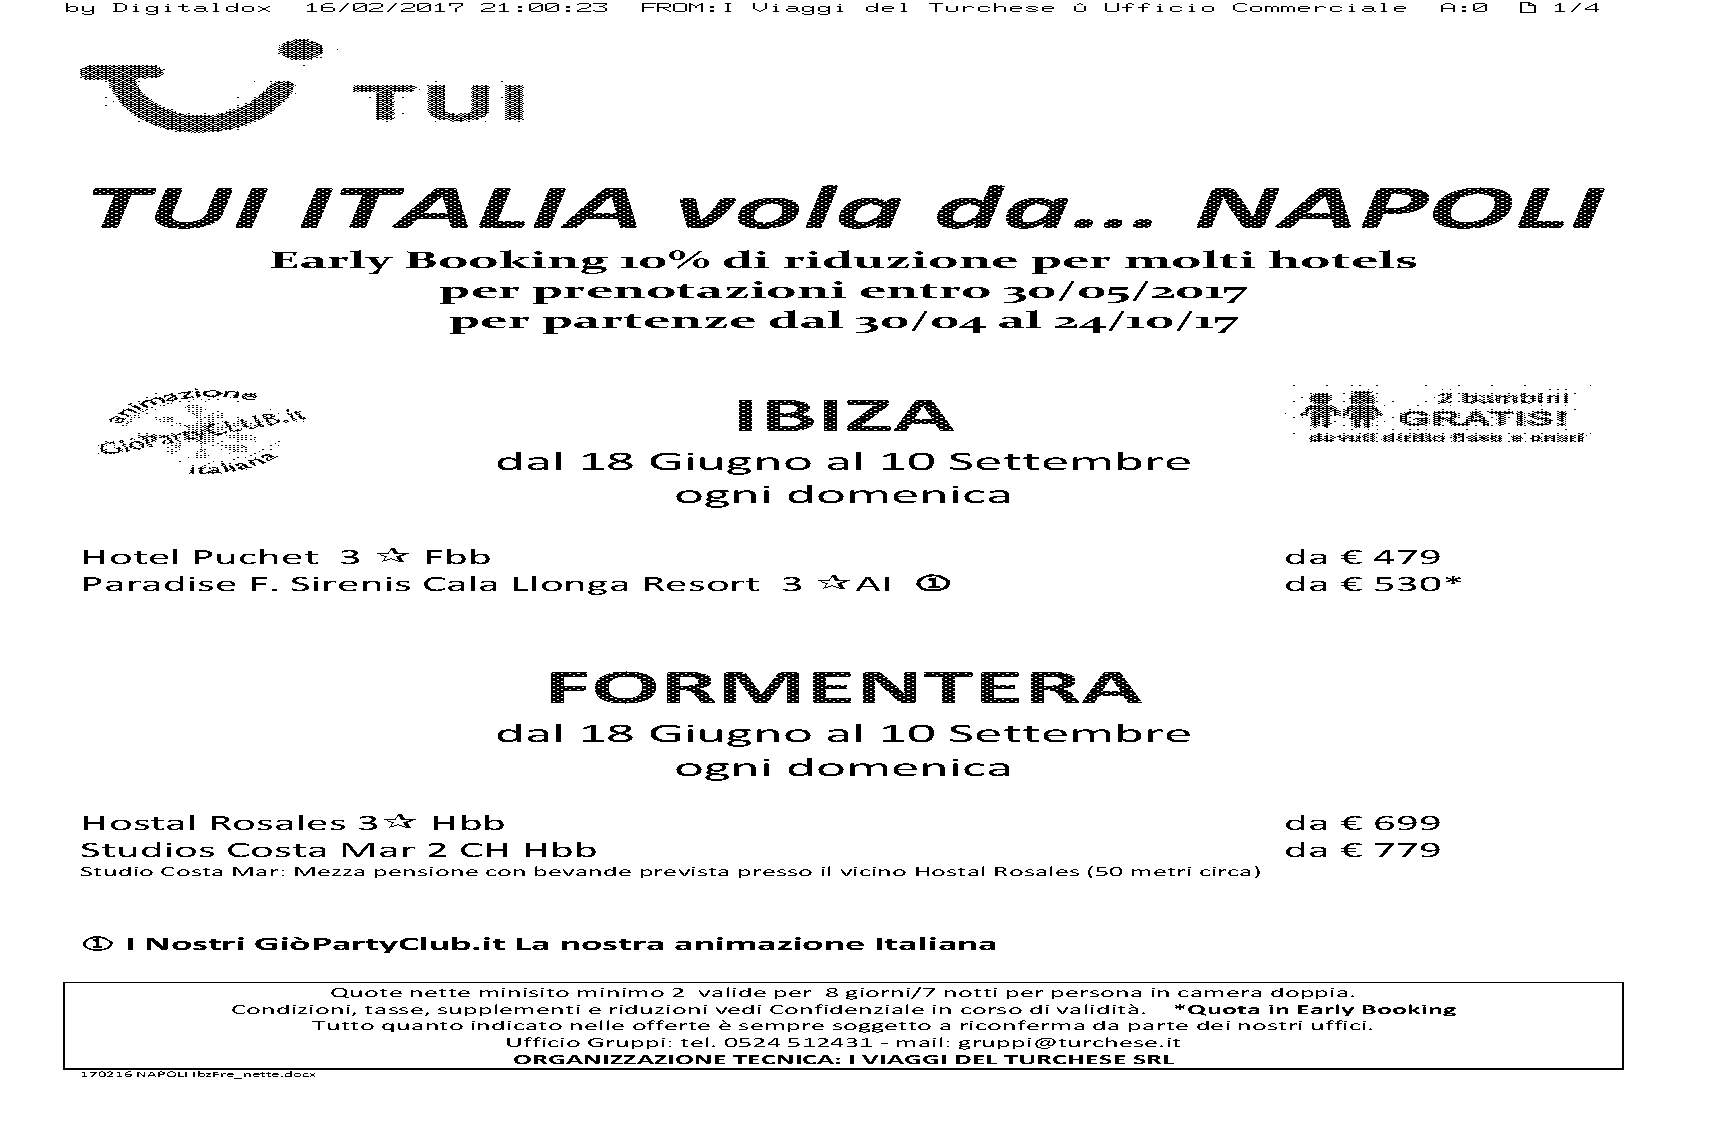 by Digitaldox 16/02/2017 21:00:23 FROM:I Viaggi del Turchese ù Ufficio Commerciale A:0 1/4
TUI
TUI ITALIA vola da... NAPOLI
Early Booking 10% di riduzione per molti hotels
per prenotazioni entro 30/05/2017
per partenze dal 30/04 al 24/10/17
animazione
GiòPartyCLUB.it
italiana
IBIZA
2 bambini
GRATIS!
dal 18 Giugno al 10 Settembre
ogni domenica
Hotel Puchet 3 ☆ Fbb da € 479
Paradise F. Sirenis Cala Llonga Resort 3 ☆AI ① da € 530*
FORMENTERA
dal 18 Giugno al 10 Settembre
ogni domenica
Hostal Rosales 3☆ Hbb da € 699
Studios Costa Mar 2 CH Hbb da € 779
Studio Costa Mar: Mezza pensione con bevande prevista presso il vicino Hostal Rosales (50 metri circa)
① I Nostri GiòPartyClub.it La nostra animazione Italiana
Quote nette minisito minimo 2 valide per 8 giorni/7 notti per persona in camera doppia.
Condizioni, tasse, supplementi e riduzioni vedi Confidenziale in corso di validità. *Quota in Early Booking
Tutto quanto indicato nelle offerte è sempre soggetto a riconferma da parte dei nostri uffici.
Ufficio Gruppi: tel. 0524 512431 - mail: gruppi@turchese.it
ORGANIZZAZIONE TECNICA: I VIAGGI DEL TURCHESE SRL
170216 NAPOLI IbzFre_nette.docx